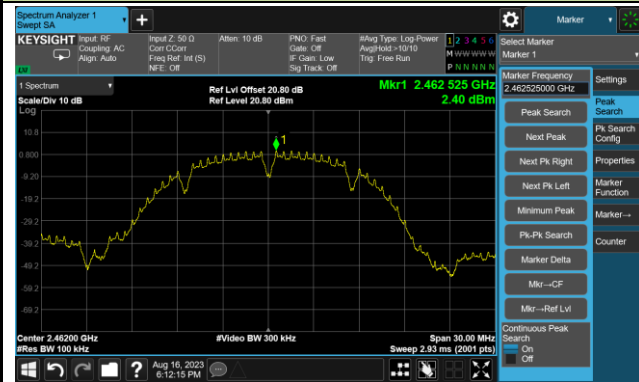 Spectrum Analyzer 1
Swept SA
Marker
KEYSIGHT
Input: RF
Coupling: AC
Align: Auto
Input Z: 50 Ω
Corr CCorr
Freq Ref: Int (S)
NFE: Off
Atten: 10 dB
PNO: Fast
Gate: Off
IF Gain: Low
Sig Track: Off
#Avg Type: Log-Power
Avg|Hold:>10/10
Trig: Free Run
1 2 3 4 5 6
M W W W W W
P N N N N N
LXI
Select Marker
Marker 1
1 Spectrum
Scale/Div 10 dB
Log
Ref Lvl Offset 20.80 dB
Ref Level 20.80 dBm
Mkr1 2.462 525 GHz
2.40 dBm
10.8
0.800
-9.20
-19.2
-29.2
-39.2
-49.2
-59.2
-69.2
1
Center 2.46200 GHz
#Res BW 100 kHz
#Video BW 300 kHz
Span 30.00 MHz
Sweep 2.93 ms (2001 pts)
Marker Frequency
2.462525000 GHz
Peak Search
Next Peak
Next Pk Right
Next Pk Left
Minimum Peak
Pk-Pk Search
Marker Delta
Mkr→CF
Mkr→Ref Lvl
Continuous Peak
Search
On
Off
Settings
Peak
Search
Pk Search
Config
Properties
Marker
Function
Marker→
Counter
Aug 16, 2023
6:12:15 PM